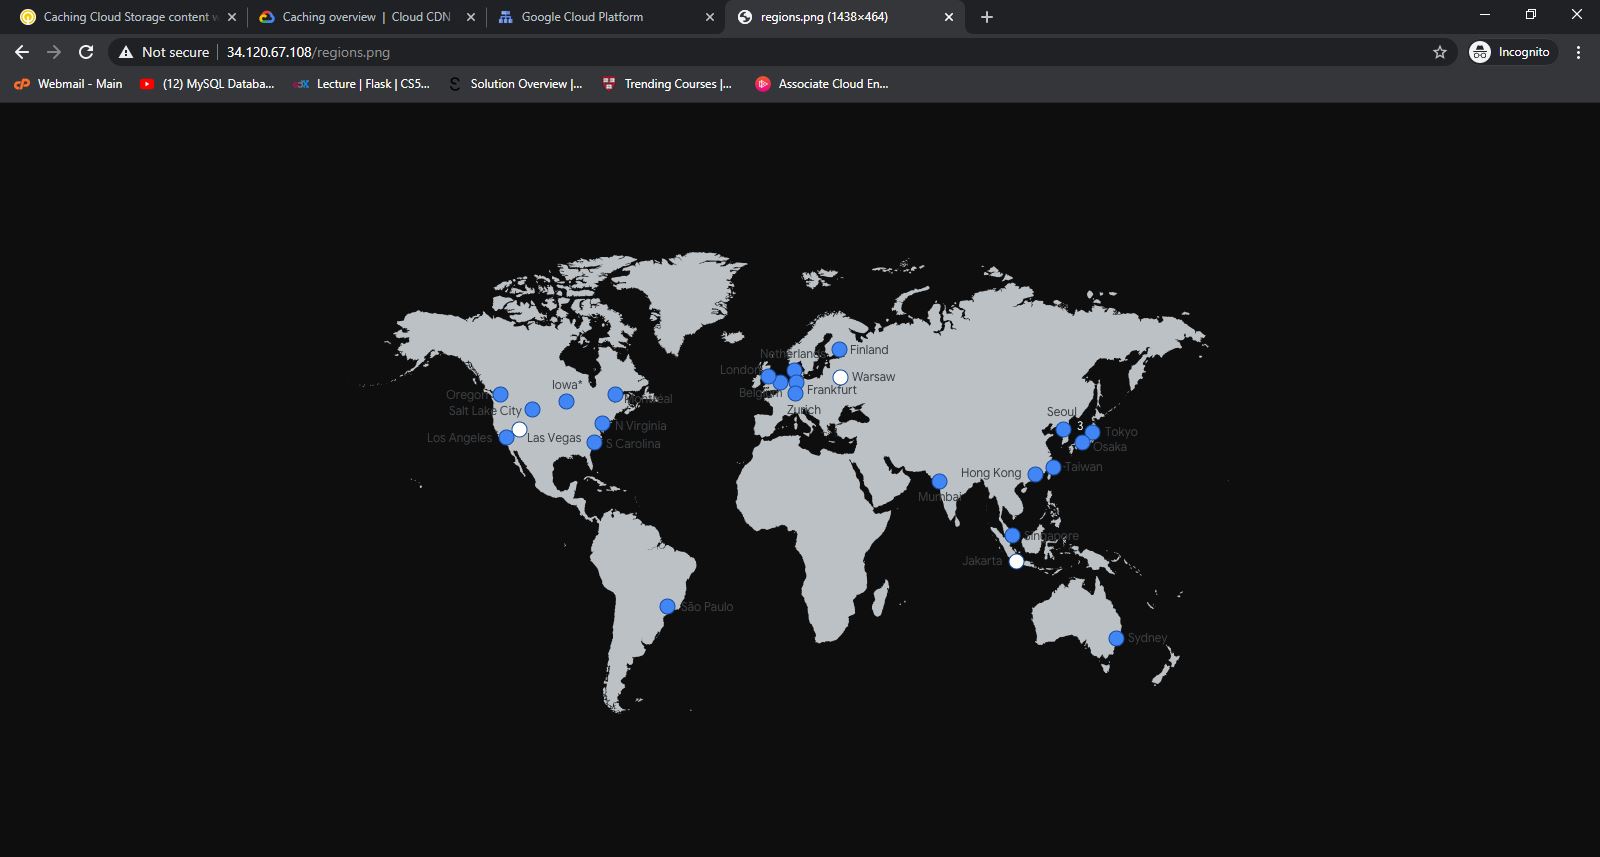 Caching Cloud Storage content w
Caching overview | Cloud CDN
Google Cloud Platform
regions.png (1438×464)
Not secure
34.120.67.108/regions.png
Incognito
Webmail - Main
(12) MySQL Databa...
Lecture | Flask | CS5...
Solution Overview |...
Trending Courses |...
Associate Cloud En...
Finland
Netherlands
London
Warsaw
Belgium
Frankfurt
Zurich
Iowa*
Oregon
Montréal
Salt Lake City
N Virginia
Los Angeles
Las Vegas
S Carolina
Seoul
3
Tokyo
Osaka
Taiwan
Hong Kong
Mumbai
Singapore
Jakarta
São Paulo
Sydney